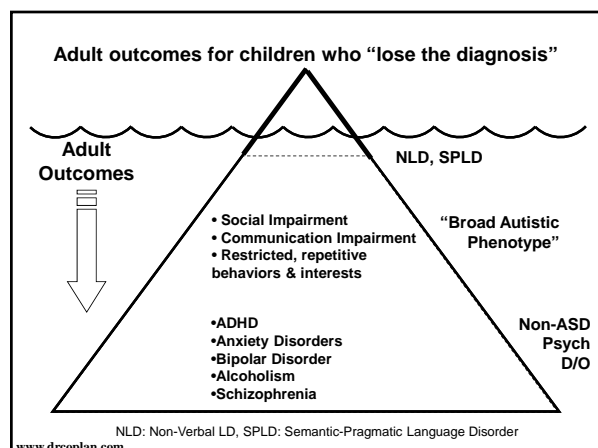 Adult outcomes for children who “lose the diagnosis”
Adult
Outcomes
NLD, SPLD
• Social Impairment
• Communication Impairment
• Restricted, repetitive
behaviors & interests
“Broad Autistic
Phenotype”
•ADHD
•Anxiety Disorders
•Bipolar Disorder
•Alcoholism
•Schizophrenia
Non-ASD
Psych
D/O
NLD: Non-Verbal LD, SPLD: Semantic-Pragmatic Language Disorder
www.drcoplan.com